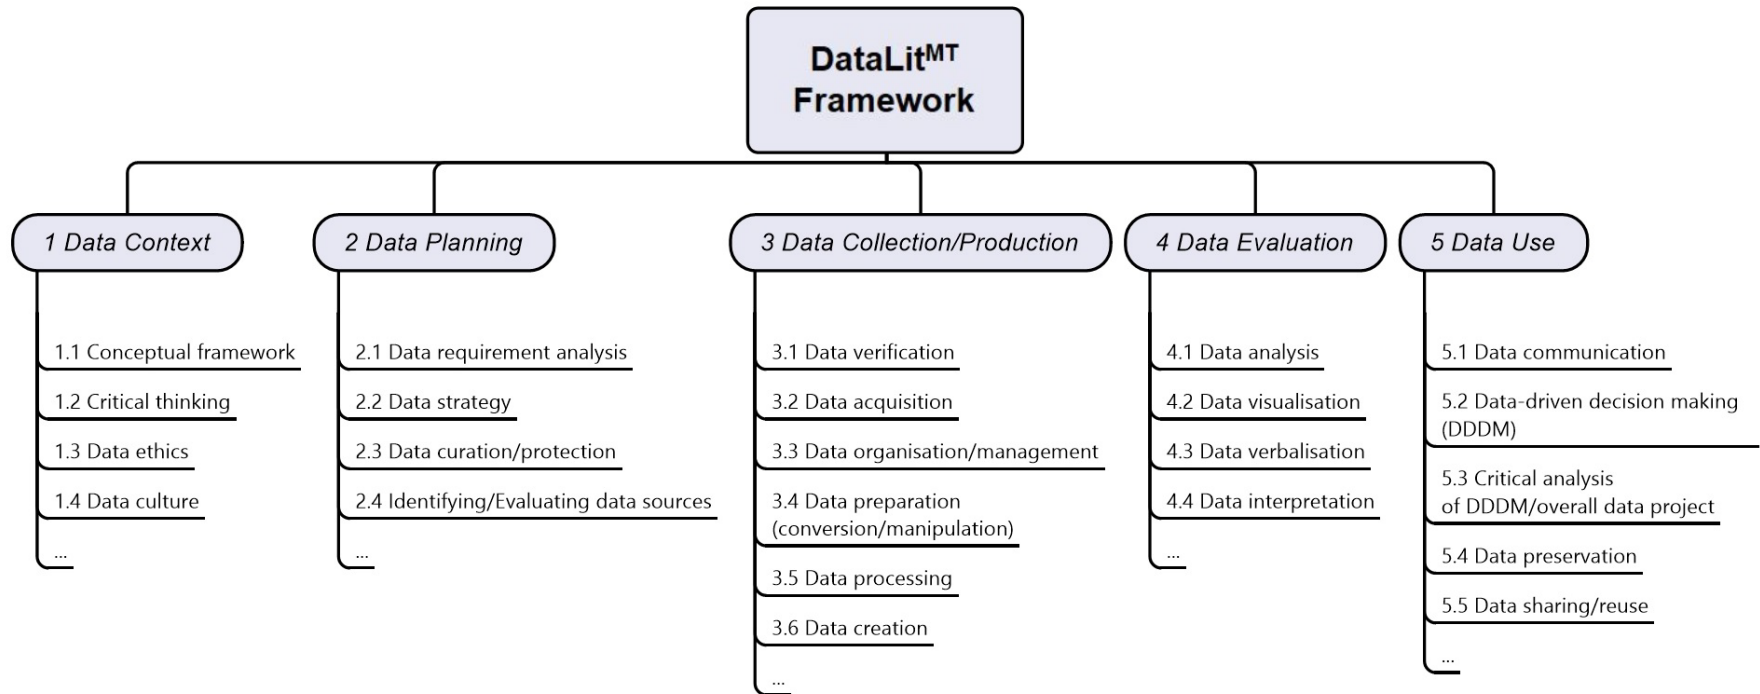 DataLitMT
Framework
1 Data Context
1.1 Conceptual framework
1.2 Critical thinking
1.3 Data ethics
1.4 Data culture
...
2 Data Planning
2.1 Data requirement analysis
2.2 Data strategy
2.3 Data curation/protection
2.4 Identifying/Evaluating data sources
...
3 Data Collection/Production
3.1 Data verification
3.2 Data acquisition
3.3 Data organisation/management
3.4 Data preparation
(conversion/manipulation)
3.5 Data processing
3.6 Data creation
...
4 Data Evaluation
4.1 Data analysis
4.2 Data visualisation
4.3 Data verbalisation
4.4 Data interpretation
...
5 Data Use
5.1 Data communication
5.2 Data-driven decision making
(DDDM)
5.3 Critical analysis
of DDDM/overall data project
5.4 Data preservation
5.5 Data sharing/reuse
...